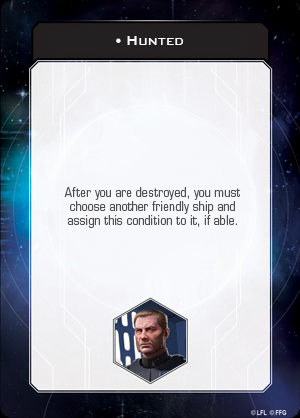 • Hunted
After you are destroyed, you must
choose another friendly ship and
assign this condition to it, if able.
©LFL ©FFG